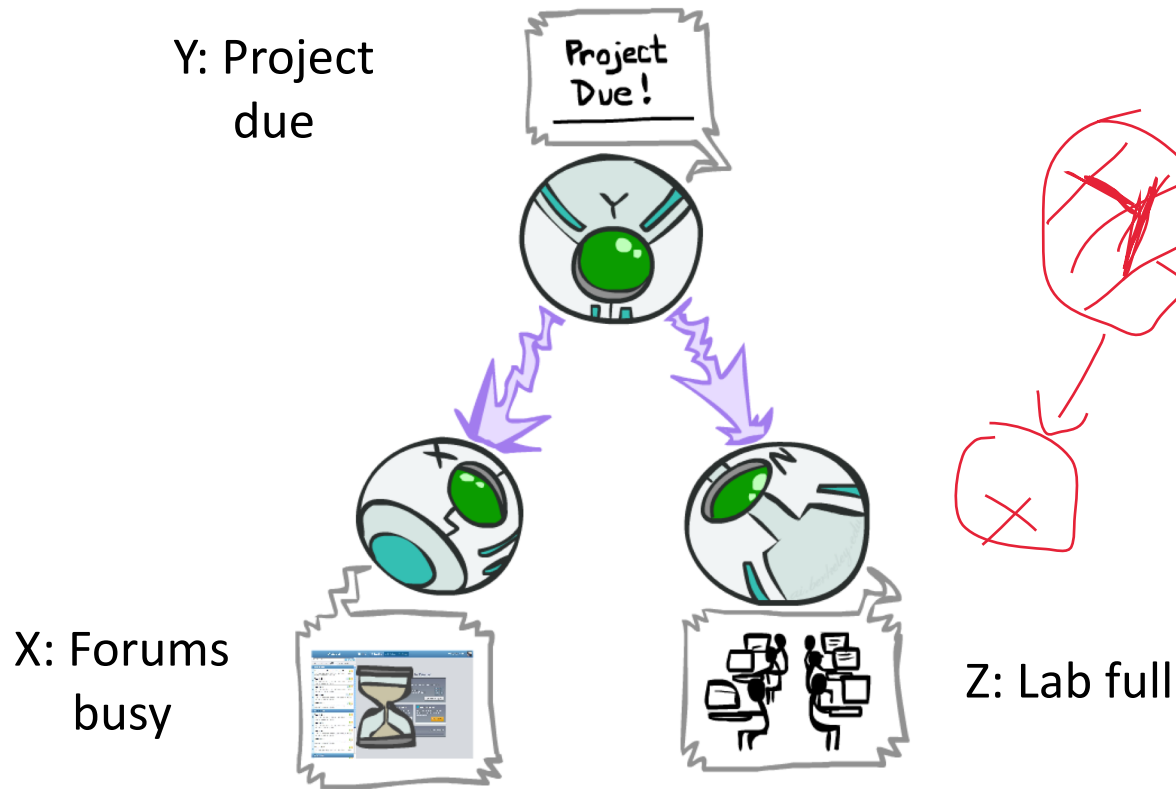 Y: Project
due
Project
Due!
Y
Y
X
Z
X
X: Forums
busy
Z: Lab full